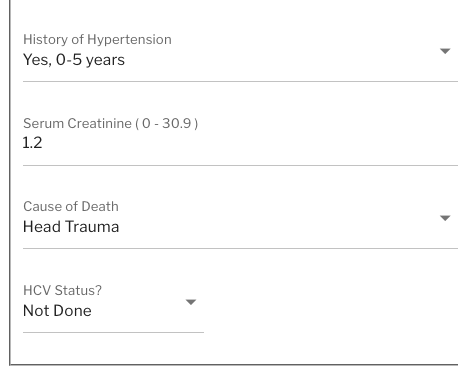 History of Hypertension
Yes, 0-5 years
Serum Creatinine ( 0 - 30.9 )
1.2
Cause of Death
Head Trauma
HCV Status?
Not Done